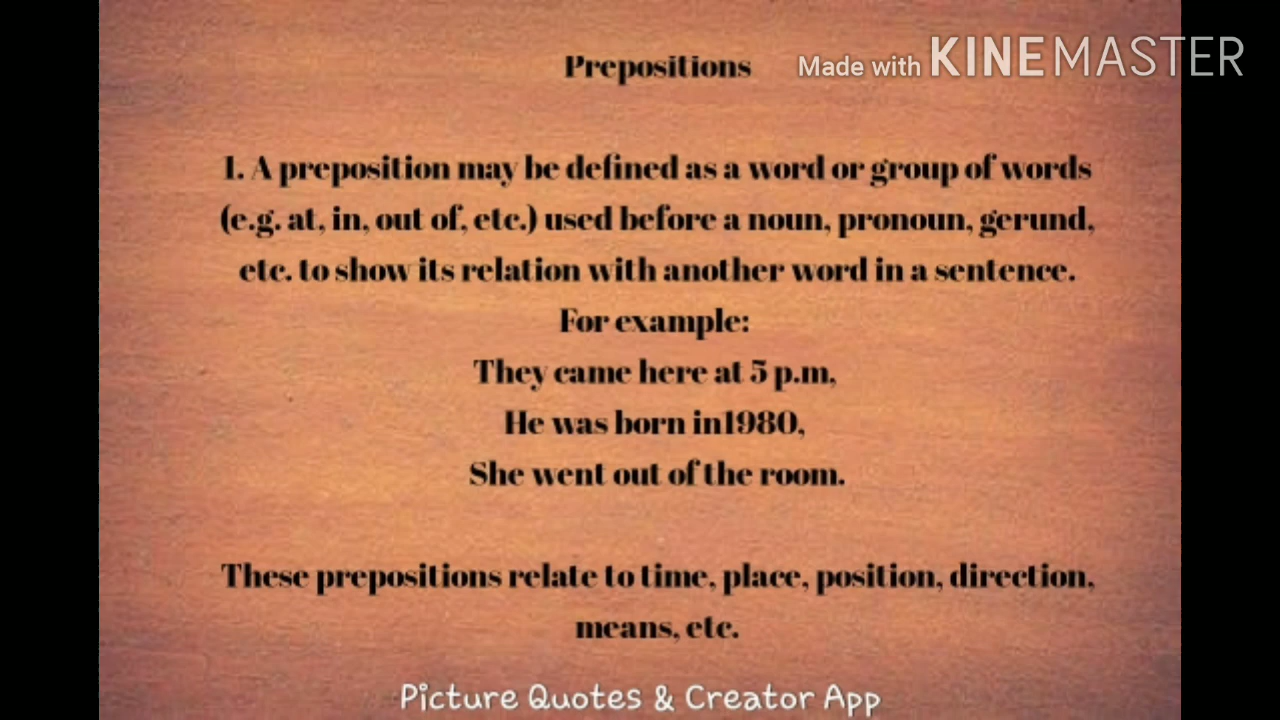 Prepositions
Made with KINEMASTER
1. A preposition may be defined as a word or group of words
(e.g. at, in, out of, etc.) used before a noun, pronoun, gerund,
etc. to show its relation with another word in a sentence.
For example:
They came here at 5 p.m,
He was born in1980,
She went out of the room.
These prepositions relate to time, place, position, direction,
means, etc.
Picture Quotes & Creator App